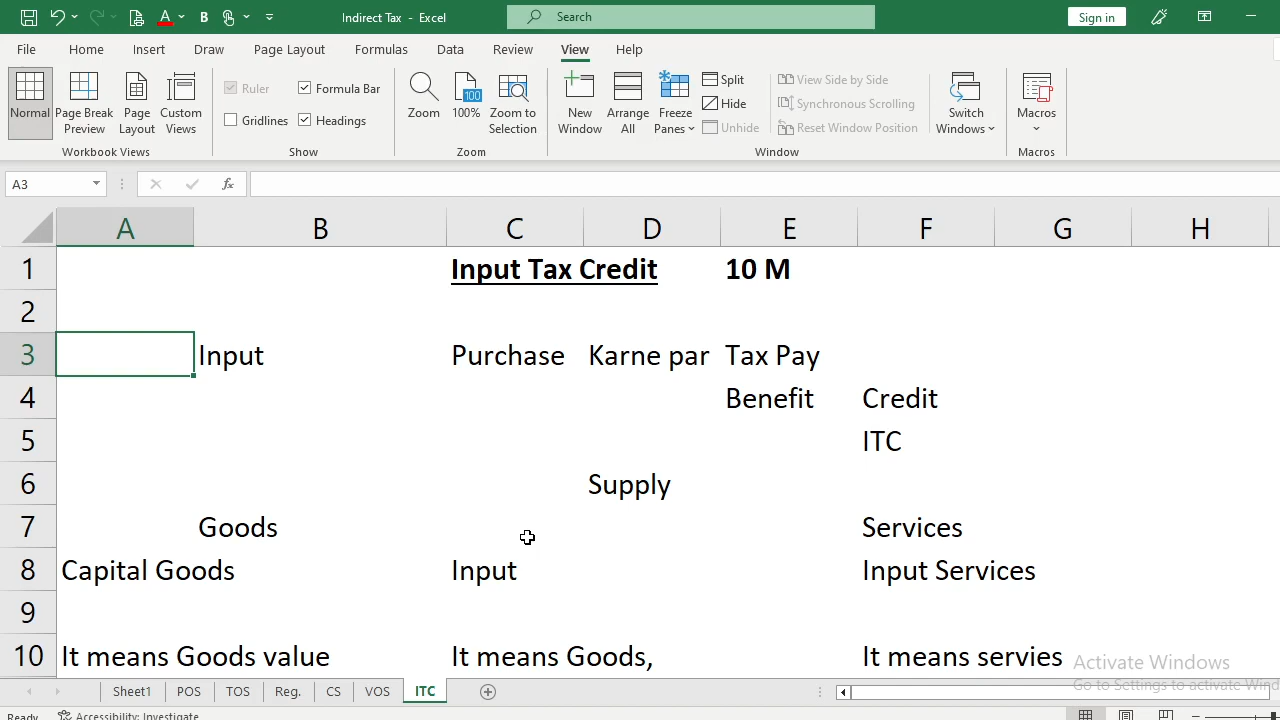 Indirect Tax - Excel
Search
Sign in
B
File Home Insert Draw Page Layout Formulas Data Review View Help
Normal
Page Break Preview
Page Layout
Custom Views
Workbook Views
Ruler
Formula Bar
Gridlines
Headings
Show
Zoom
100
100%
Zoom to Selection
Zoom
New Window
Arrange All
Freeze Panes
Split
Hide
Unhide
View Side by Side
Synchronous Scrolling
Reset Window Position
Switch Windows
Window
Macros
Macros
A3
fx
A B C D E F G H
1 Input Tax Credit 10 M
2
3 Input Purchase Karne par Tax Pay
4 Benefit Credit
5 ITC
6 Supply
7 Goods Services
8 Capital Goods Input Input Services
9
10 It means Goods value It means Goods, It means servies
Activate Windows
Go to Settings to activate Wind
Sheet1 POS TOS Reg. CS VOS ITC
Ready Accessibility: Investigate